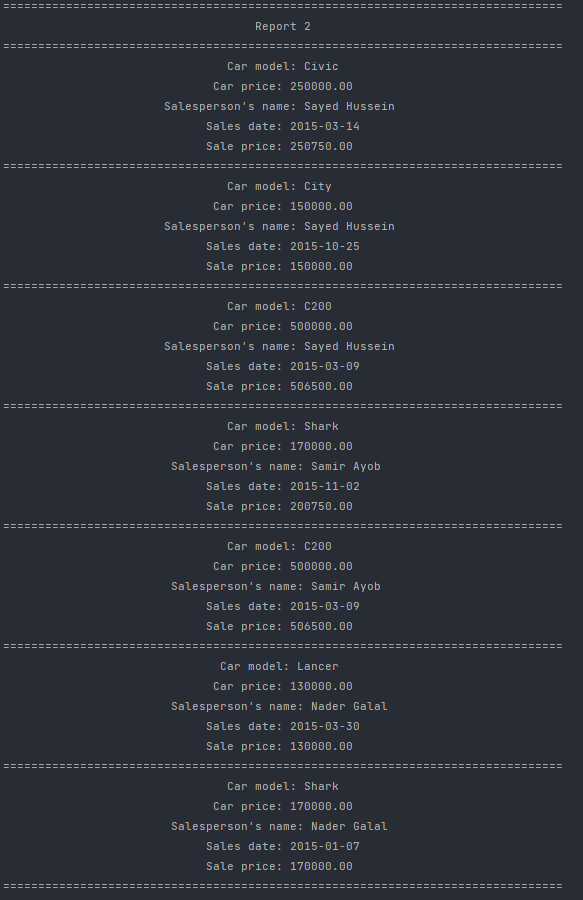 ================================================================================
Report 2
================================================================================
Car model: Civic
Car price: 250000.00
Salesperson's name: Sayed Hussein
Sales date: 2015-03-14
Sale price: 250750.00
================================================================================
Car model: City
Car price: 150000.00
Salesperson's name: Sayed Hussein
Sales date: 2015-10-25
Sale price: 150000.00
================================================================================
Car model: C200
Car price: 500000.00
Salesperson's name: Sayed Hussein
Sales date: 2015-03-09
Sale price: 506500.00
================================================================================
Car model: Shark
Car price: 170000.00
Salesperson's name: Samir Ayob
Sales date: 2015-11-02
Sale price: 200750.00
================================================================================
Car model: C200
Car price: 500000.00
Salesperson's name: Samir Ayob
Sales date: 2015-03-09
Sale price: 506500.00
================================================================================
Car model: Lancer
Car price: 130000.00
Salesperson's name: Nader Galal
Sales date: 2015-03-30
Sale price: 130000.00
================================================================================
Car model: Shark
Car price: 170000.00
Salesperson's name: Nader Galal
Sales date: 2015-01-07
Sale price: 170000.00
================================================================================